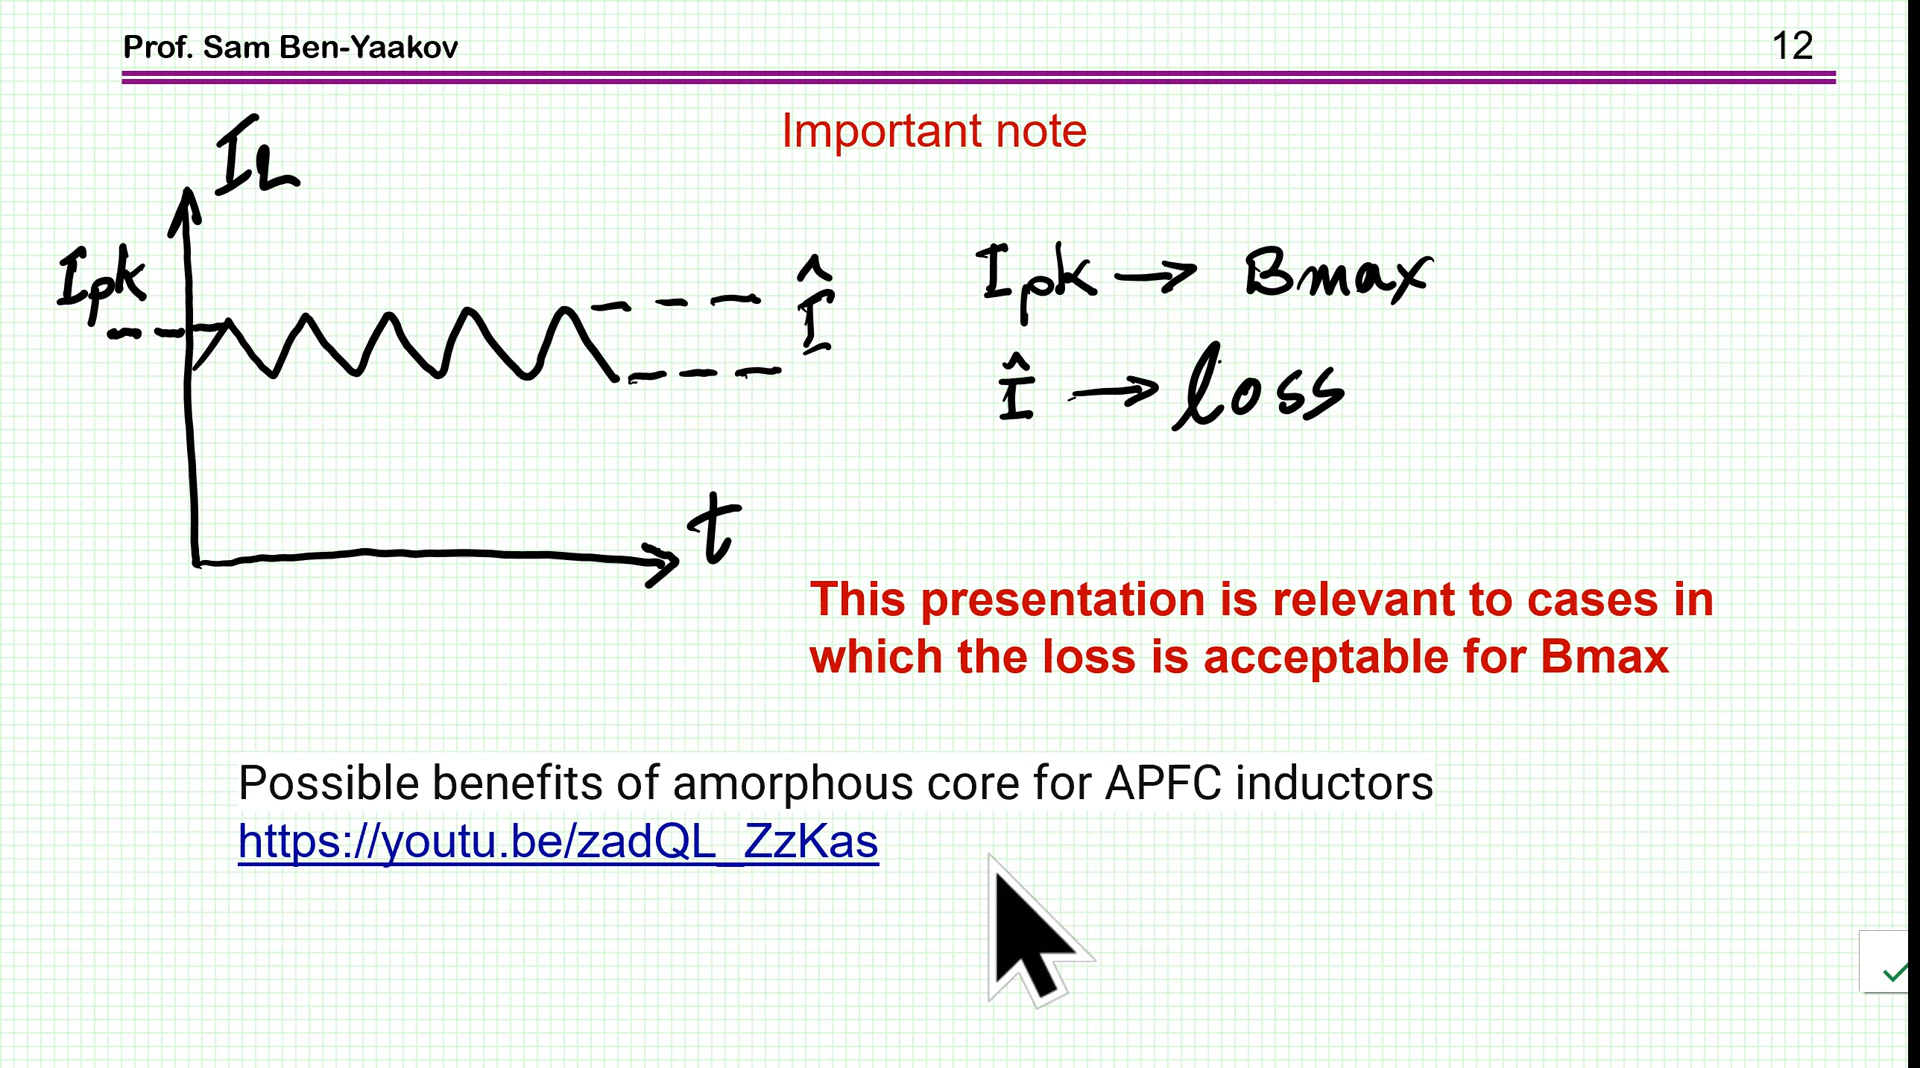 Prof. Sam Ben-Yaakov
12
Important note
IL
Ipk
Î
t
Ipk → Bmax
Î → loss
This presentation is relevant to cases in
which the loss is acceptable for Bmax
Possible benefits of amorphous core for APFC inductors
https://youtu.be/zadQL_ZzKas